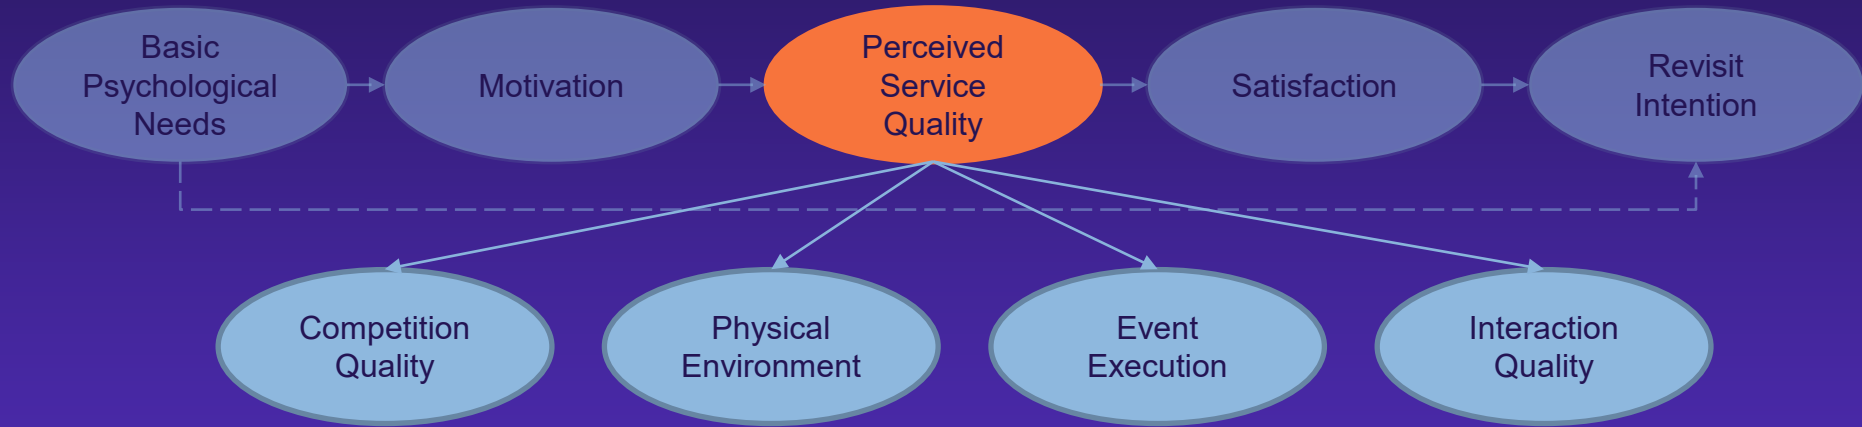 Basic
Psychological
Needs
Motivation
Perceived
Service
Quality
Satisfaction
Revisit
Intention
Competition
Quality
Physical
Environment
Event
Execution
Interaction
Quality